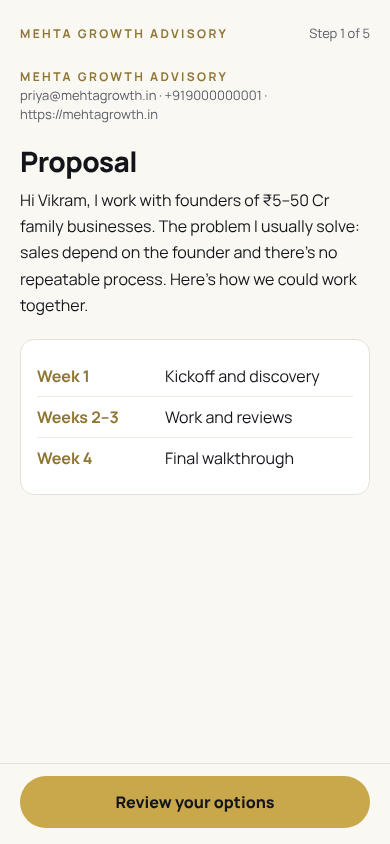 MEHTA GROWTH ADVISORY
Step 1 of 5
MEHTA GROWTH ADVISORY
priya@mehtagrowth.in · +919000000001 ·
https://mehtagrowth.in
Proposal
Hi Vikram, I work with founders of ₹5–50 Cr
family businesses. The problem I usually solve:
sales depend on the founder and there's no
repeatable process. Here's how we could work
together.
Week 1 Kickoff and discovery
Weeks 2–3 Work and reviews
Week 4 Final walkthrough
Review your options